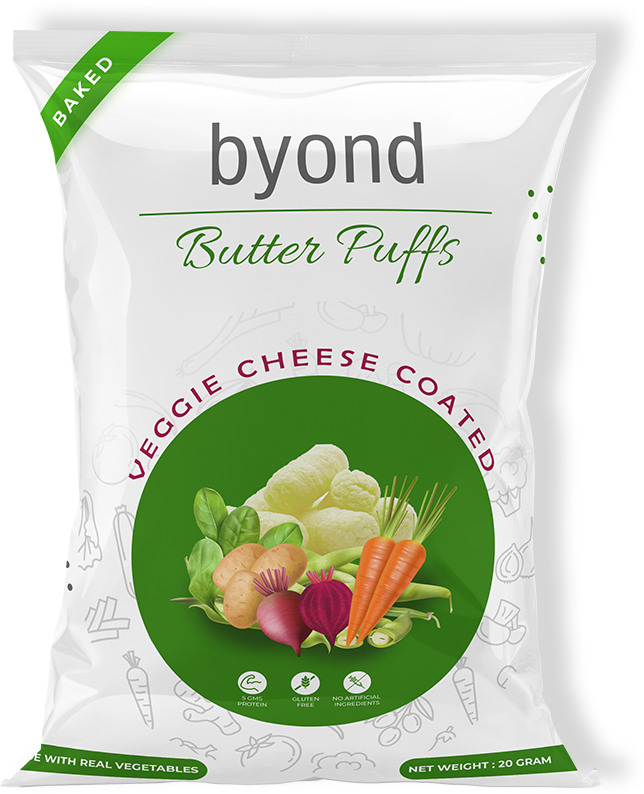 BAKED
byond
Butter Puffs
VEGGIE CHEESE COATED
5 GMS
PROTEIN
GLUTEN
FREE
NO ARTIFICIAL
INGREDIENTS
WITH REAL VEGETABLES
NET WEIGHT : 20 GRAM